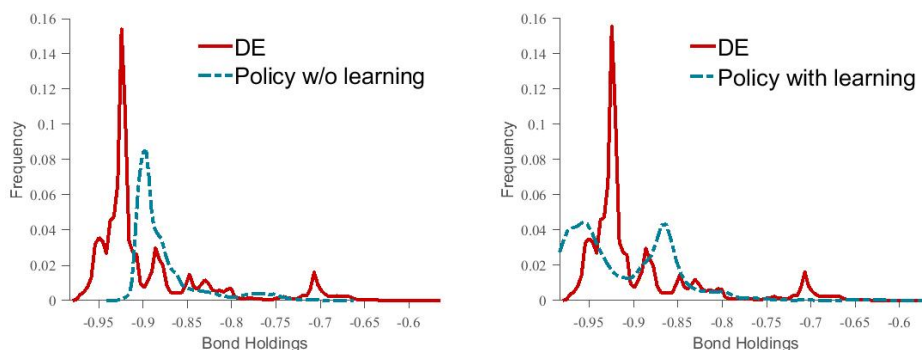 0.16
0.14
0.12
0.1
0.08
0.06
0.04
0.02
0
Frequency
DE
Policy w/o learning
-0.95 -0.9 -0.85 -0.8 -0.75 -0.7 -0.65 -0.6
Bond Holdings
0.16
0.14
0.12
0.1
0.08
0.06
0.04
0.02
0
Frequency
DE
Policy with learning
-0.95 -0.9 -0.85 -0.8 -0.75 -0.7 -0.65 -0.6
Bond Holdings